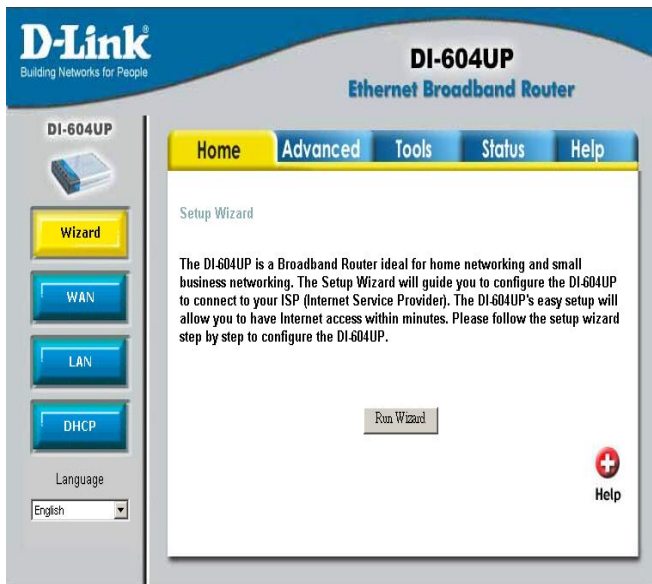 D-Link
Building Networks for People
DI-604UP
Ethernet Broadband Router
DI-604UP
Home
Advanced
Tools
Status
Help
Wizard
WAN
LAN
DHCP
Language
English
Setup Wizard
The DI-604UP is a Broadband Router ideal for home networking and small
business networking. The Setup Wizard will guide you to configure the DI-604UP
to connect to your ISP (Internet Service Provider). The DI-604UP's easy setup will
allow you to have Internet access within minutes. Please follow the setup wizard
step by step to configure the DI-604UP.
Run Wizard
Help